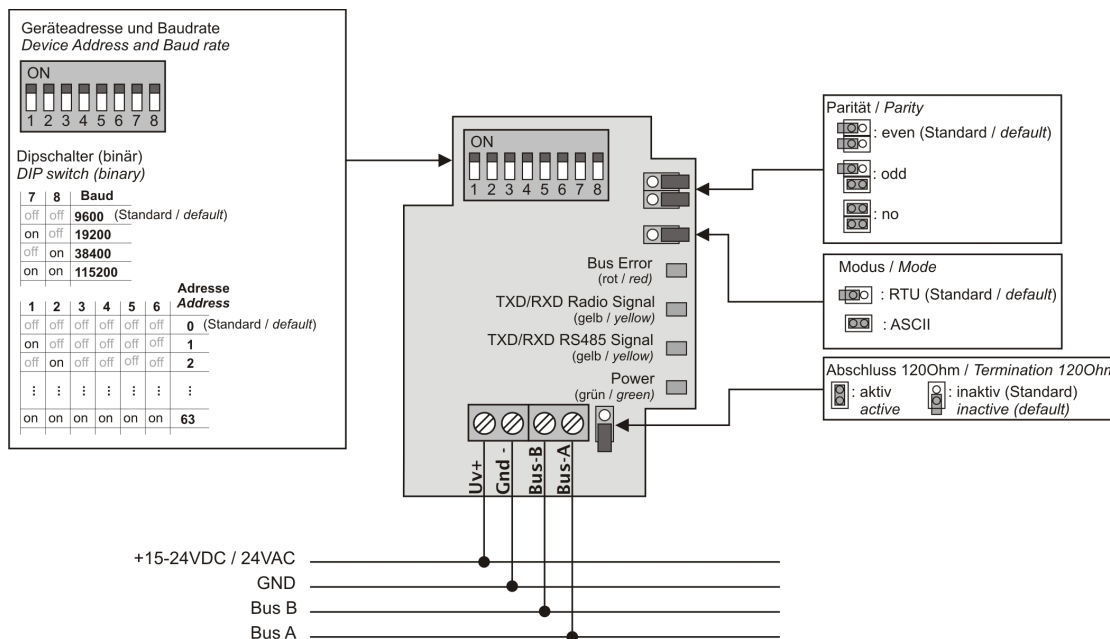 Geräteadresse und Baudrate
Device Address and Baud rate
ON
1 2 3 4 5 6 7 8
Dipschalter (binär)
DIP switch (binary)
7 8 Baud
off off 9600 (Standard / default)
on off 19200
off on 38400
on on 115200
Adresse
1 2 3 4 5 6 Address
off off off off off off 0 (Standard / default)
on off off off off off 1
off on off off off off 2
⋮ ⋮ ⋮ ⋮ ⋮ ⋮ ⋮
on on on on on on 63
ON
1 2 3 4 5 6 7 8
Bus Error
(rot / red)
TXD/RXD Radio Signal
(gelb / yellow)
TXD/RXD RS485 Signal
(gelb / yellow)
Power
(grün / green)
Uv+
Gnd -
Bus-B
Bus-A
Parität / Parity
: even (Standard / default)
: odd
: no
Modus / Mode
: RTU (Standard / default)
: ASCII
Abschluss 120Ohm / Termination 120Ohm
: aktiv : inaktiv (Standard)
active inactive (default)
+15-24VDC / 24VAC
GND
Bus B
Bus A